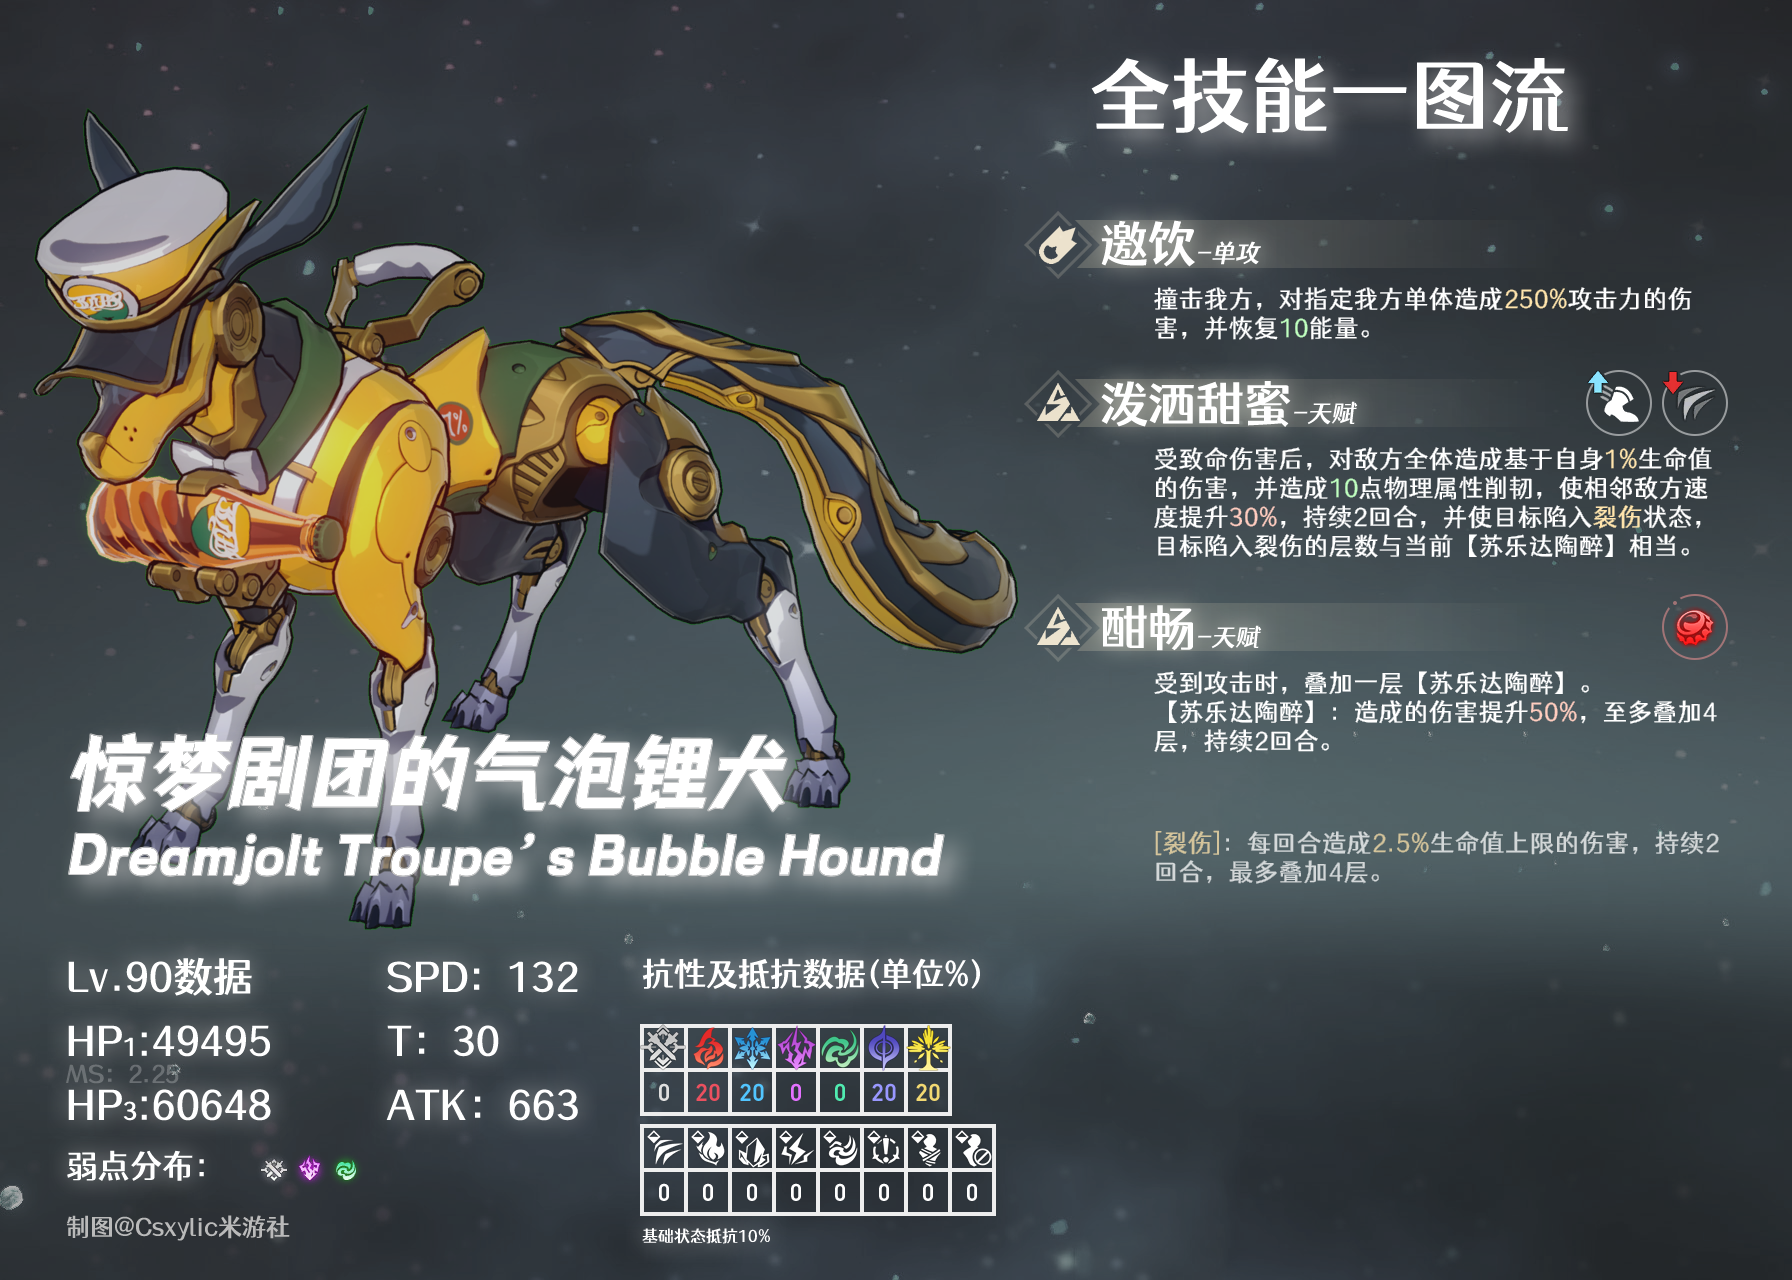 全技能一图流
邀饮-单攻
撞击我方，对指定我方单体造成250%攻击力的伤
害，并恢复10能量。
泼洒甜蜜-天赋
受致命伤害后，对敌方全体造成基于自身1%生命值
的伤害，并造成10点物理属性削韧，使相邻敌方速
度提升30%，持续2回合，并使目标陷入裂伤状态，
目标陷入裂伤的层数与当前【苏乐达陶醉】相当。
酣畅-天赋
受到攻击时，叠加一层【苏乐达陶醉】。
【苏乐达陶醉】：造成的伤害提升50%，至多叠加4
层，持续2回合。
[裂伤]：每回合造成2.5%生命值上限的伤害，持续2
回合，最多叠加4层。
惊梦剧团的气泡锂犬
Dreamjolt Troupe’s Bubble Hound
Lv.90数据
SPD：132
HP1:49495
T：30
MS：2.25
HP3:60648
ATK：663
弱点分布：
制图@Csxylic米游社
抗性及抵抗数据(单位%)
0 20 20 0 0 20 20
0 0 0 0 0 0 0 0
基础状态抵抗10%